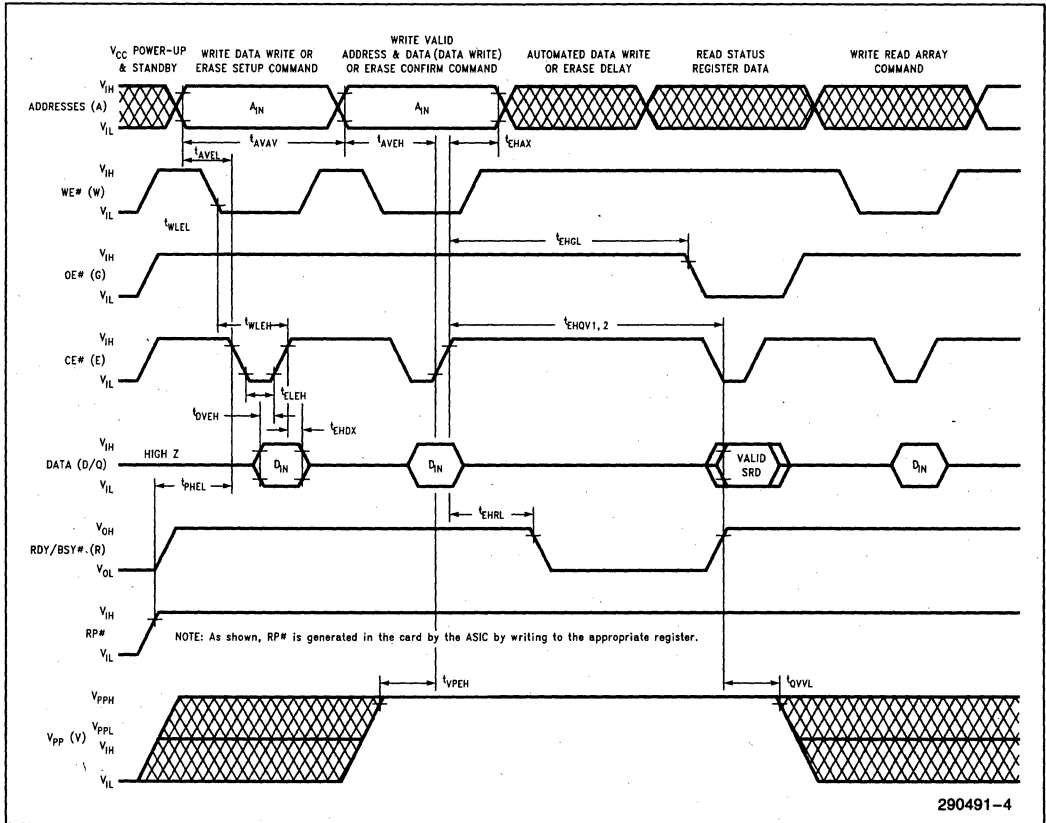 V_CC POWER-UP & STANDBY
WRITE DATA WRITE OR ERASE SETUP COMMAND
WRITE VALID ADDRESS & DATA (DATA WRITE) OR ERASE CONFIRM COMMAND
AUTOMATED DATA WRITE OR ERASE DELAY
READ STATUS REGISTER DATA
WRITE READ ARRAY COMMAND
V_IH
ADDRESSES (A)
A_IN
A_IN
V_IL
t_AVAV
t_AVEH
t_EHAX
t_AVEL
V_IH
WE# (W)
V_IL
t_WLEL
t_EHGL
V_IH
OE# (G)
V_IL
t_WLEH
t_EHQV1, 2
V_IH
CE# (E)
V_IL
t_ELEH
t_DVEH
t_EHDX
V_IH
HIGH Z
DATA (D/Q)
D_IN
D_IN
VALID SRD
D_IN
V_IL
t_PHEL
t_EHRL
V_OH
RDY/BSY#.(R)
V_OL
V_IH
RP#
NOTE: As shown, RP# is generated in the card by the ASIC by writing to the appropriate register.
V_IL
t_VPEH
t_QVVL
V_PPH
V_PPL
V_PP (V)
V_IH
V_IL
290491–4